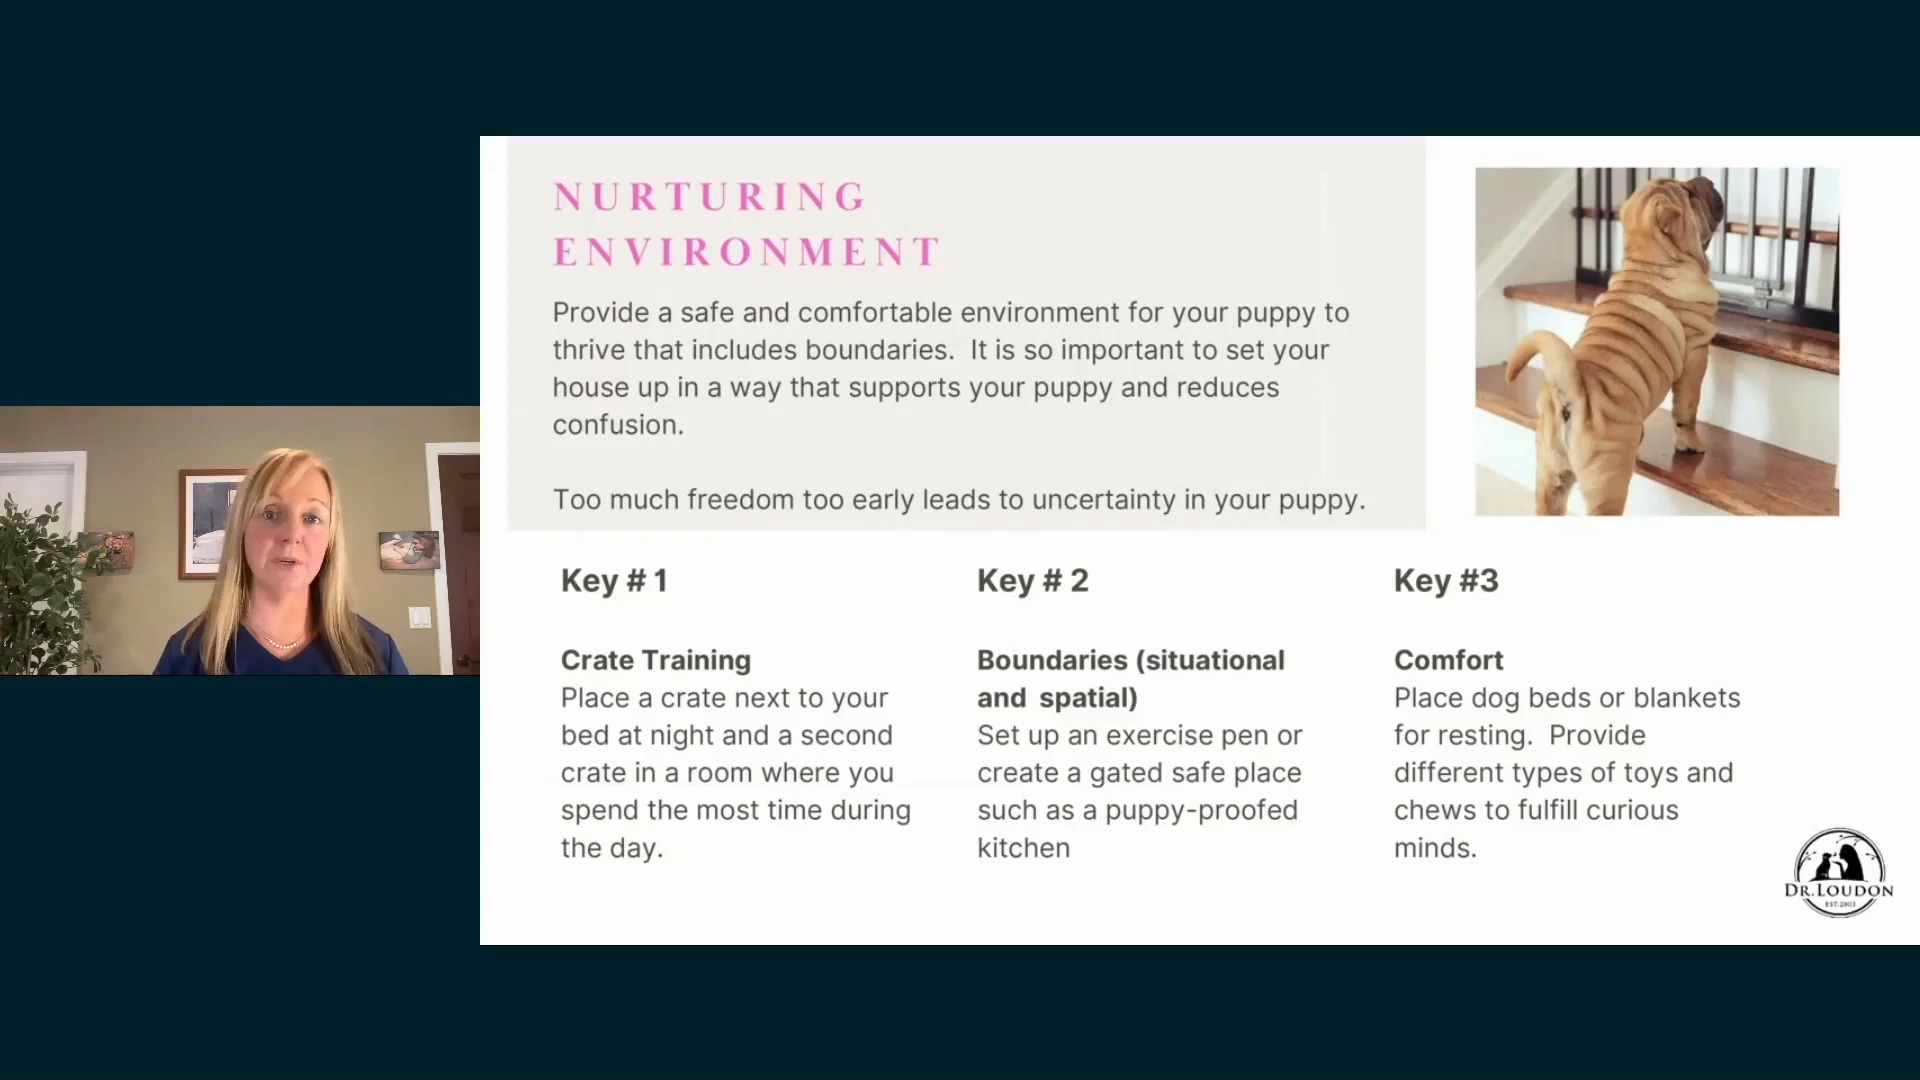 NURTURING
ENVIRONMENT
Provide a safe and comfortable environment for your puppy to
thrive that includes boundaries.  It is so important to set your
house up in a way that supports your puppy and reduces
confusion.
Too much freedom too early leads to uncertainty in your puppy.
Key # 1
Crate Training
Place a crate next to your
bed at night and a second
crate in a room where you
spend the most time during
the day.
Key # 2
Boundaries (situational
and  spatial)
Set up an exercise pen or
create a gated safe place
such as a puppy-proofed
kitchen
Key #3
Comfort
Place dog beds or blankets
for resting.  Provide
different types of toys and
chews to fulfill curious
minds.
DR.LOUDON
EST.2003